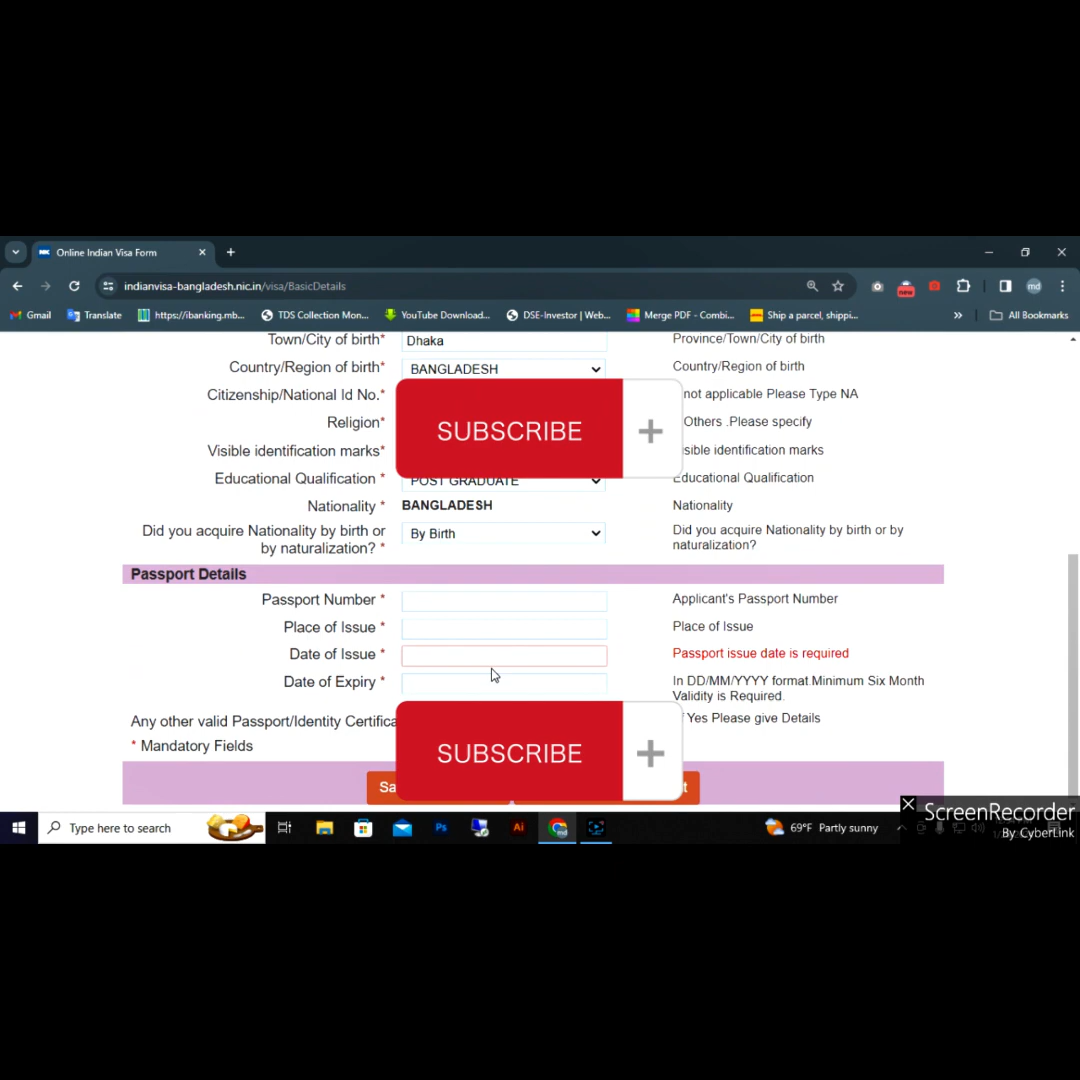 Online Indian Visa Form
indianvisa-bangladesh.nic.in/visa/BasicDetails
new
md
Gmail
Translate
https://ibanking.mb...
TDS Collection Mon...
YouTube Download...
DSE-Investor | Web...
Merge PDF - Combi...
Ship a parcel, shippi...
»
All Bookmarks
Town/City of birth* Dhaka Province/Town/City of birth
Country/Region of birth* BANGLADESH Country/Region of birth
Citizenship/National Id No.* not applicable Please Type NA
Religion* Others .Please specify
SUBSCRIBE +
Visible identification marks* isible identification marks
Educational Qualification * POST GRADUATE Educational Qualification
Nationality * BANGLADESH Nationality
Did you acquire Nationality by birth or By Birth Did you acquire Nationality by birth or by
by naturalization? * naturalization?
Passport Details
Passport Number * Applicant's Passport Number
Place of Issue * Place of Issue
Date of Issue * Passport issue date is required
Date of Expiry * In DD/MM/YYYY format.Minimum Six Month
Validity is Required.
Any other valid Passport/Identity Certifica Yes Please give Details
* Mandatory Fields
SUBSCRIBE +
Sa t
Type here to search
Ps
Ai
md
69°F Partly sunny
ScreenRecorder
By CyberLink